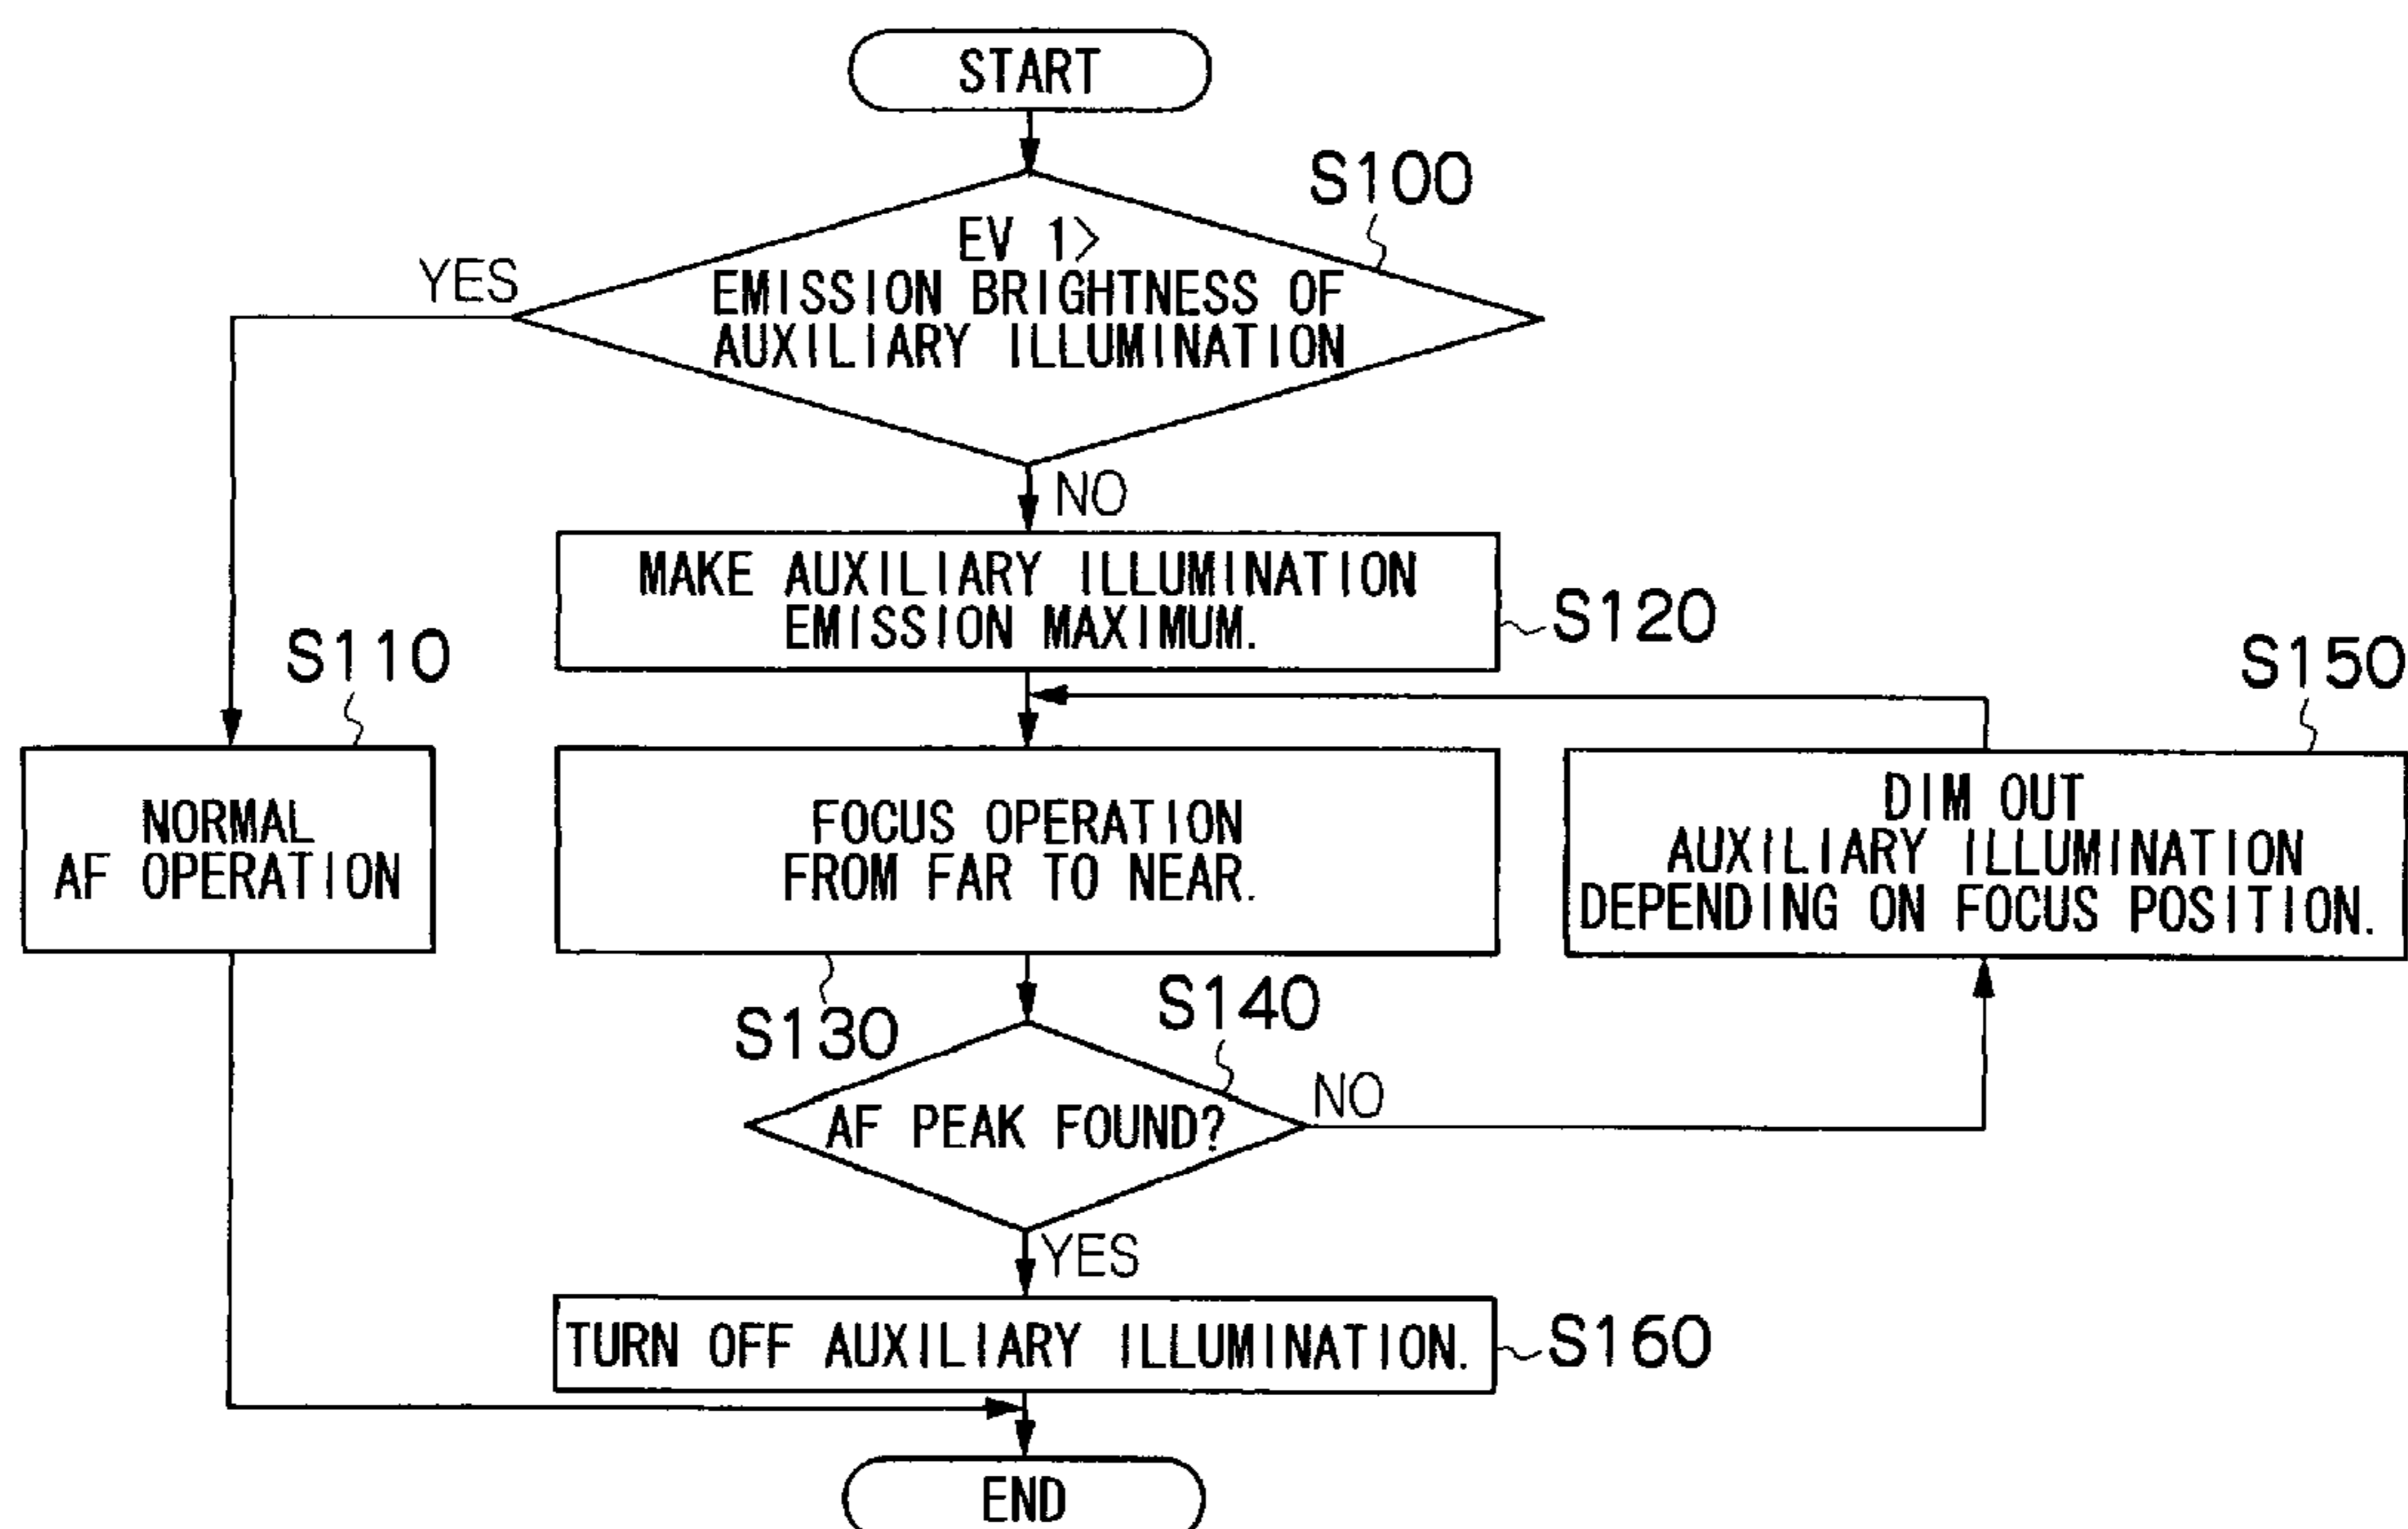 START
S100
EV 1>
EMISSION BRIGHTNESS OF
AUXILIARY ILLUMINATION
YES
NO
MAKE AUXILIARY ILLUMINATION
EMISSION MAXIMUM.
S120
S110
S150
NORMAL
AF OPERATION
FOCUS OPERATION
FROM FAR TO NEAR.
DIM OUT
AUXILIARY ILLUMINATION
DEPENDING ON FOCUS POSITION.
S130
S140
AF PEAK FOUND?
NO
YES
TURN OFF AUXILIARY ILLUMINATION.
S160
END